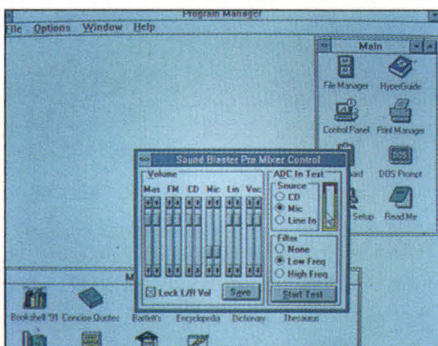 Program Manager
File Options Window Help
Main
File Manager HyperGuide
Control Panel Print Manager
DOS
DOS Prompt
Setup Read Me
Sound Blaster Pro Mixer Control
Volume
Mas FM CD Mic Lin Voc
Lock L/R Vol
Save
ADC In Test
Source
CD
Mic
Line In
Filter
None
Low Freq
High Freq
Start Test
Bookshelf '91 Concise Quotes Bartlett's Encyclopedia Dictionary Thesaurus